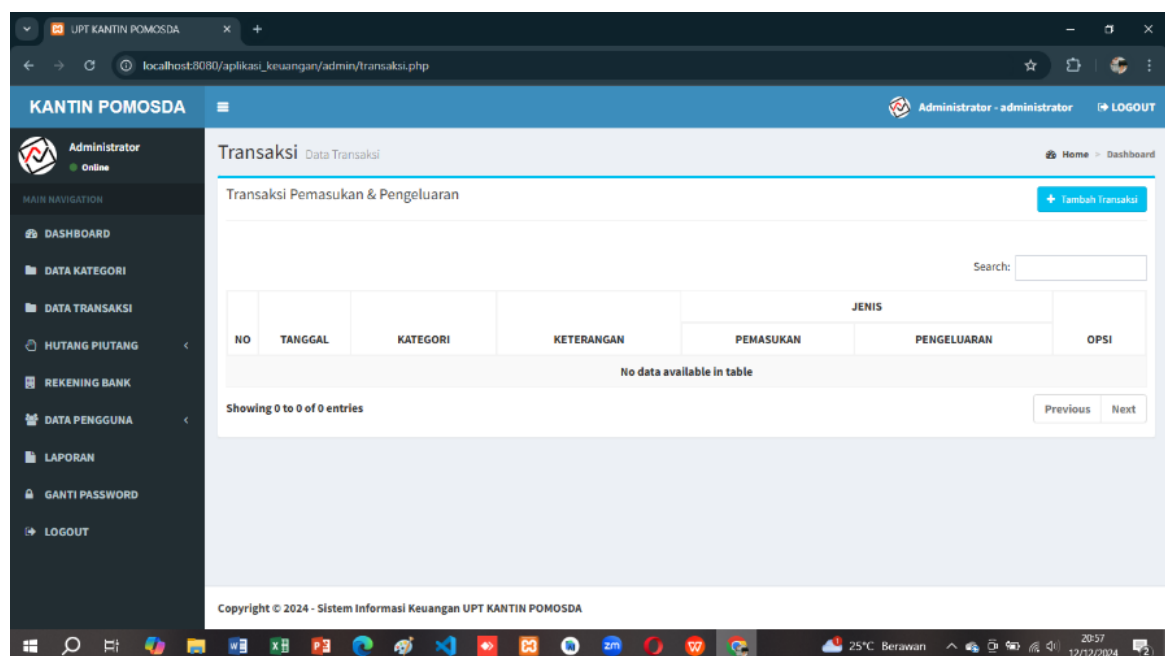 UPT KANTIN POMOSDA
localhost:8080/aplikasi_keuangan/admin/transaksi.php
KANTIN POMOSDA
Administrator - administrator
LOGOUT
Administrator
Online
MAIN NAVIGATION
DASHBOARD
DATA KATEGORI
DATA TRANSAKSI
HUTANG PIUTANG
REKENING BANK
DATA PENGGUNA
LAPORAN
GANTI PASSWORD
LOGOUT
Transaksi Data Transaksi
Home > Dashboard
Transaksi Pemasukan & Pengeluaran
+ Tambah Transaksi
Search:
JENIS
NO TANGGAL KATEGORI KETERANGAN PEMASUKAN PENGELUARAN OPSI
No data available in table
Showing 0 to 0 of 0 entries
Previous Next
Copyright © 2024 - Sistem Informasi Keuangan UPT KANTIN POMOSDA
25°C Berawan
20:57
12/12/2024